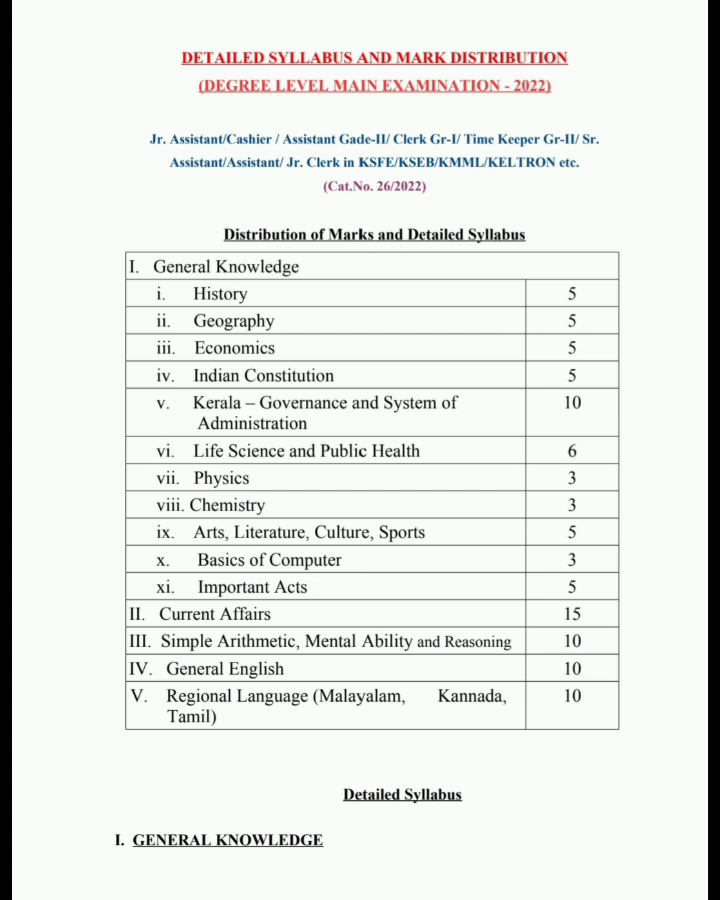 DETAILED SYLLABUS AND MARK DISTRIBUTION
(DEGREE LEVEL MAIN EXAMINATION - 2022)
Jr. Assistant/Cashier / Assistant Gade-II/ Clerk Gr-I/ Time Keeper Gr-II/ Sr.
Assistant/Assistant/ Jr. Clerk in KSFE/KSEB/KMML/KELTRON etc.
(Cat.No. 26/2022)
Distribution of Marks and Detailed Syllabus
I. General Knowledge
i. History 5
ii. Geography 5
iii. Economics 5
iv. Indian Constitution 5
v. Kerala – Governance and System of 10
Administration
vi. Life Science and Public Health 6
vii. Physics 3
viii. Chemistry 3
ix. Arts, Literature, Culture, Sports 5
x. Basics of Computer 3
xi. Important Acts 5
II. Current Affairs 15
III. Simple Arithmetic, Mental Ability and Reasoning 10
IV. General English 10
V. Regional Language (Malayalam, Kannada, 10
Tamil)
Detailed Syllabus
I. GENERAL KNOWLEDGE